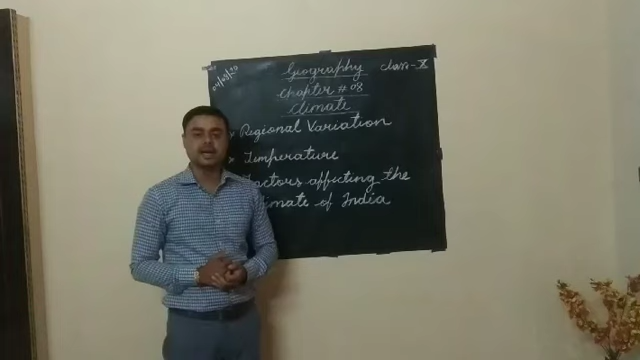 Geography class-X
Chapter # 08
Climate
Regional Variation
Temperature
Factors affecting the
Climate of India